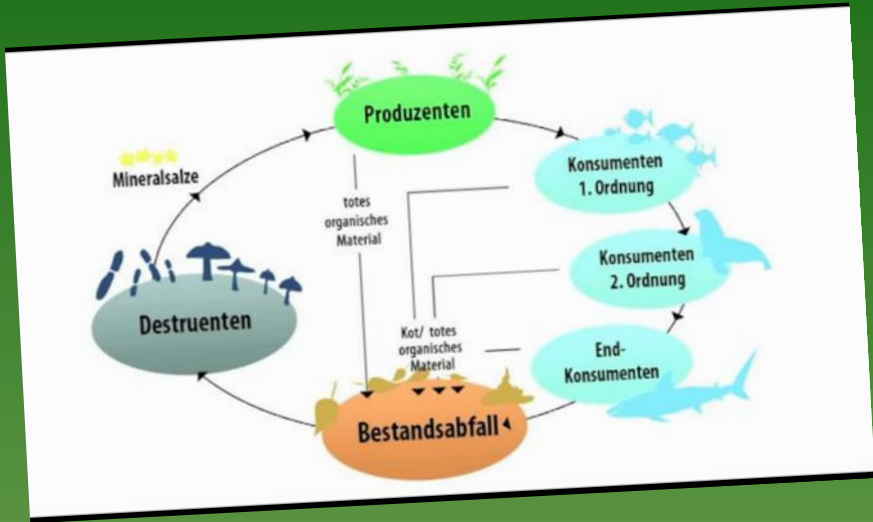 Produzenten
Konsumenten
1. Ordnung
Mineralsalze
totes
organisches
Material
Konsumenten
2. Ordnung
Destruenten
Kot/ totes
organisches
Material
End-
Konsumenten
Bestandsabfall